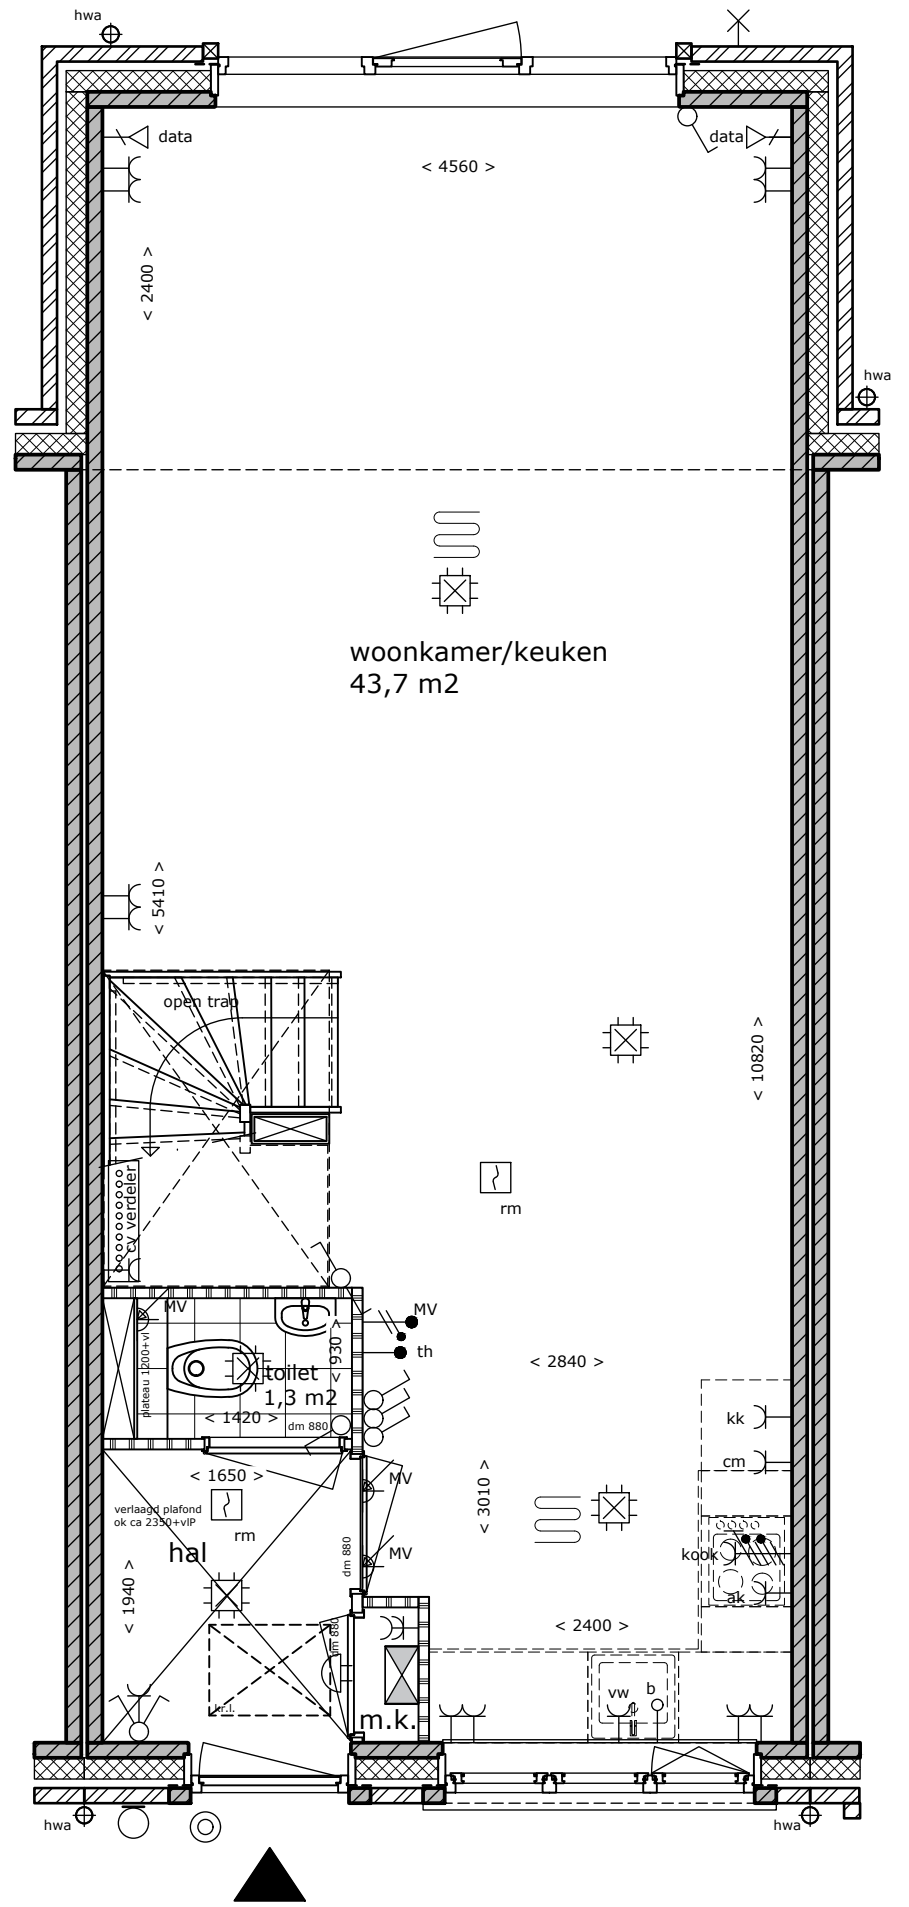 hwa
data
data
< 4560 >
< 2400 >
hwa
woonkamer/keuken
43,7 m2
< 5410 >
open trap
< 10820 >
cv verdeler
rm
MV
MV
th
< 930 >
plateau 1200+vl
toilet
1,3 m2
< 1420 >
dm 880
< 2840 >
kk
cm
< 1650 >
MV
verlaagd plafond
ok ca 2350+vlP
rm
hal
dm 880
MV
< 3010 >
kook
ak
< 1940 >
dm 880
< 2400 >
kr.l.
m.k.
vw
b
hwa
hwa